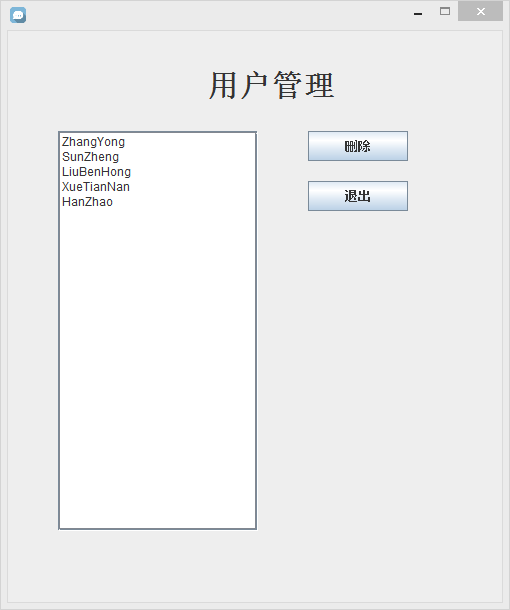 用户管理
ZhangYong
SunZheng
LiuBenHong
XueTianNan
HanZhao
删除
退出